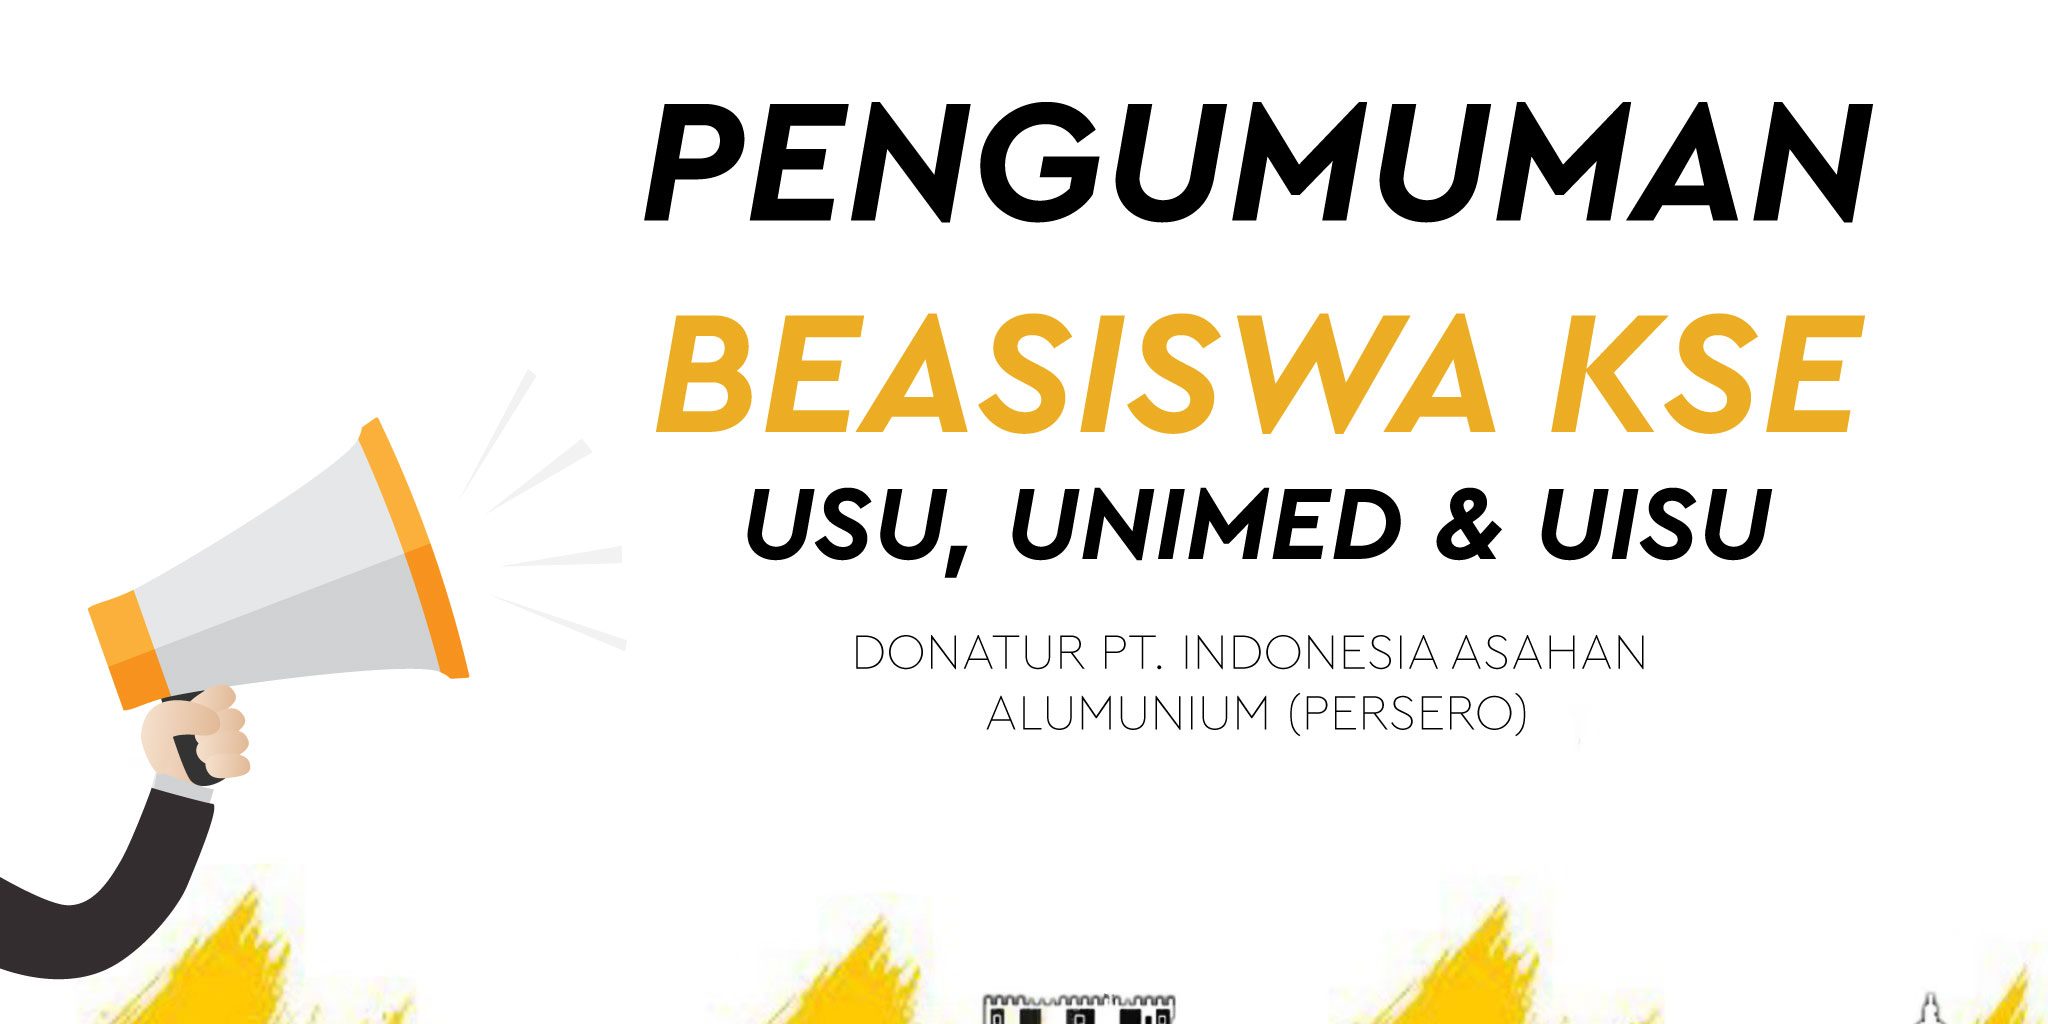 PENGUMUMAN
BEASISWA KSE
USU, UNIMED & UISU
DONATUR PT. INDONESIA ASAHAN
ALUMUNIUM (PERSERO)